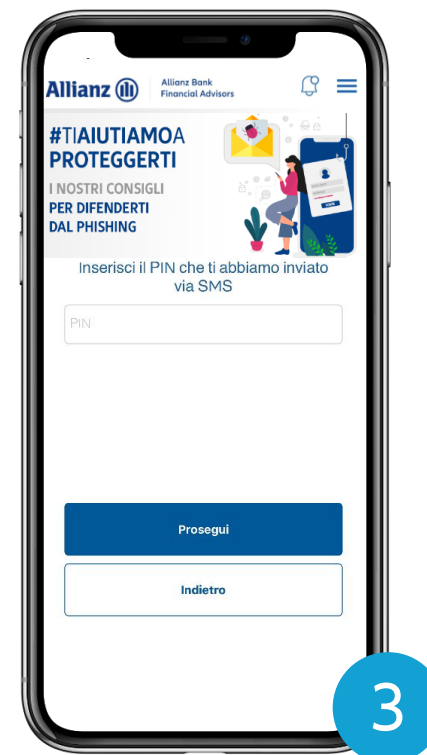 Allianz
Allianz Bank
Financial Advisors
#TIAIUTIAMOA
PROTEGGERTI
I NOSTRI CONSIGLI
PER DIFENDERTI
DAL PHISHING
Inserisci il PIN che ti abbiamo inviato
via SMS
PIN
Prosegui
Indietro
3